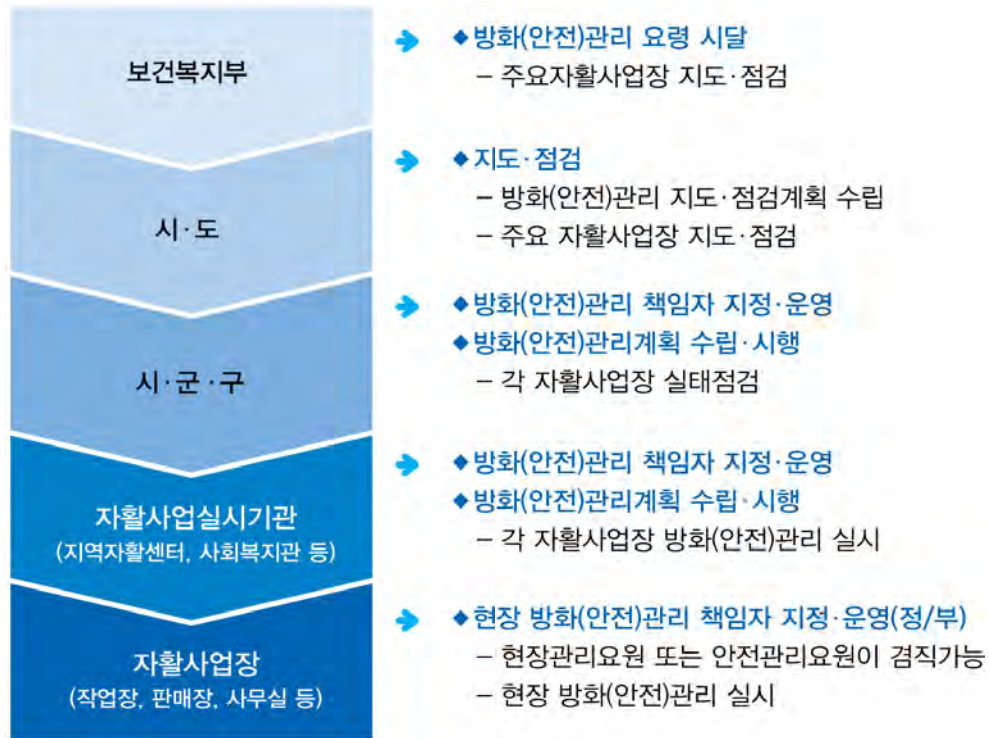 보건복지부
◆방화(안전)관리 요령 시달
– 주요자활사업장 지도·점검
시·도
◆지도·점검
– 방화(안전)관리 지도·점검계획 수립
– 주요 자활사업장 지도·점검
시·군·구
◆방화(안전)관리 책임자 지정·운영
◆방화(안전)관리계획 수립·시행
– 각 자활사업장 실태점검
자활사업실시기관
(지역자활센터, 사회복지관 등)
◆방화(안전)관리 책임자 지정·운영
◆방화(안전)관리계획 수립·시행
– 각 자활사업장 방화(안전)관리 실시
자활사업장
(작업장, 판매장, 사무실 등)
◆현장 방화(안전)관리 책임자 지정·운영(정/부)
– 현장관리요원 또는 안전관리요원이 겸직가능
– 현장 방화(안전)관리 실시